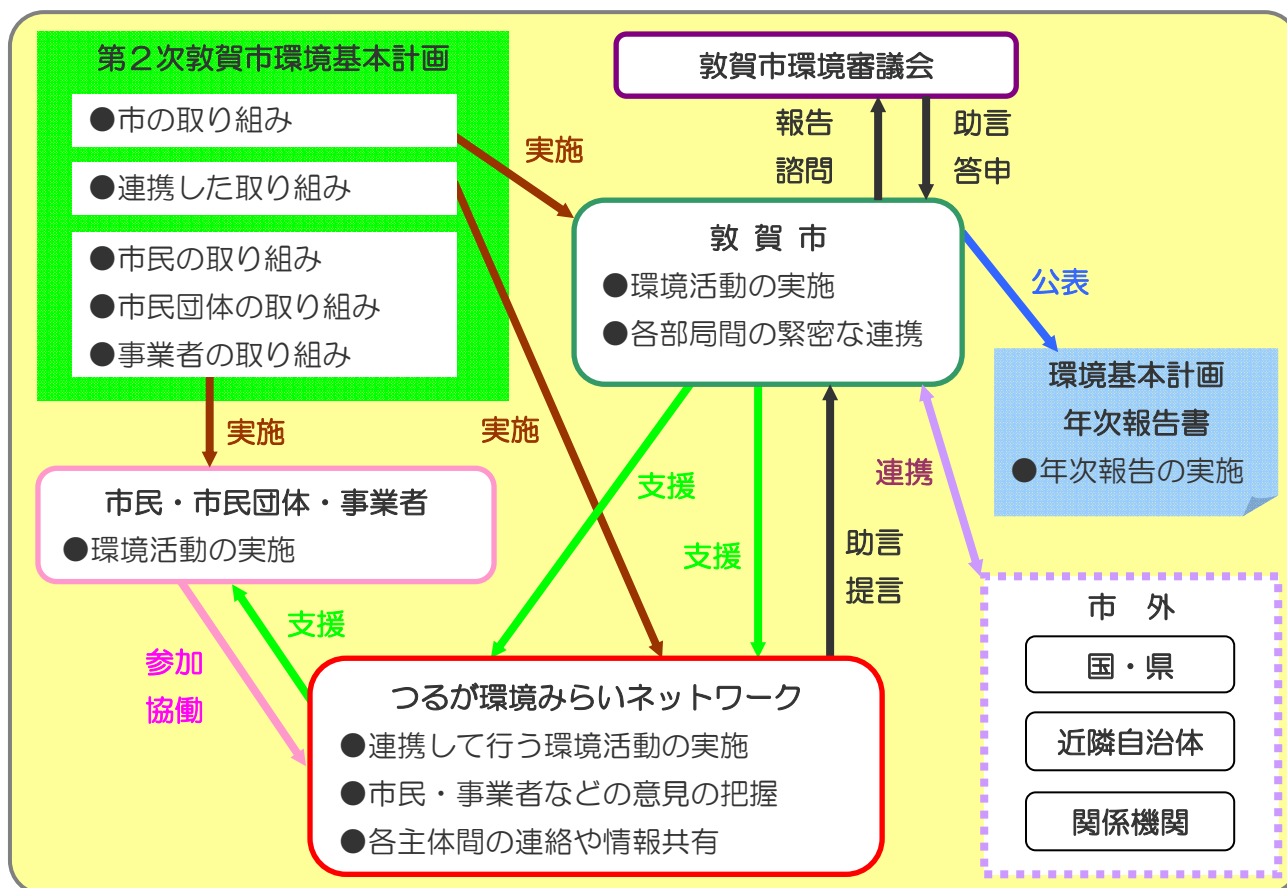 第２次敦賀市環境基本計画
●市の取り組み
●連携した取り組み
●市民の取り組み
●市民団体の取り組み
●事業者の取り組み
敦賀市環境審議会
報告
諮問
助言
答申
実施
敦 賀 市
●環境活動の実施
●各部局間の緊密な連携
公表
環境基本計画
年次報告書
●年次報告の実施
実施
実施
市民・市民団体・事業者
●環境活動の実施
支援
支援
助言
提言
連携
支援
参加
協働
つるが環境みらいネットワーク
●連携して行う環境活動の実施
●市民・事業者などの意見の把握
●各主体間の連絡や情報共有
市　外
国・県
近隣自治体
関係機関